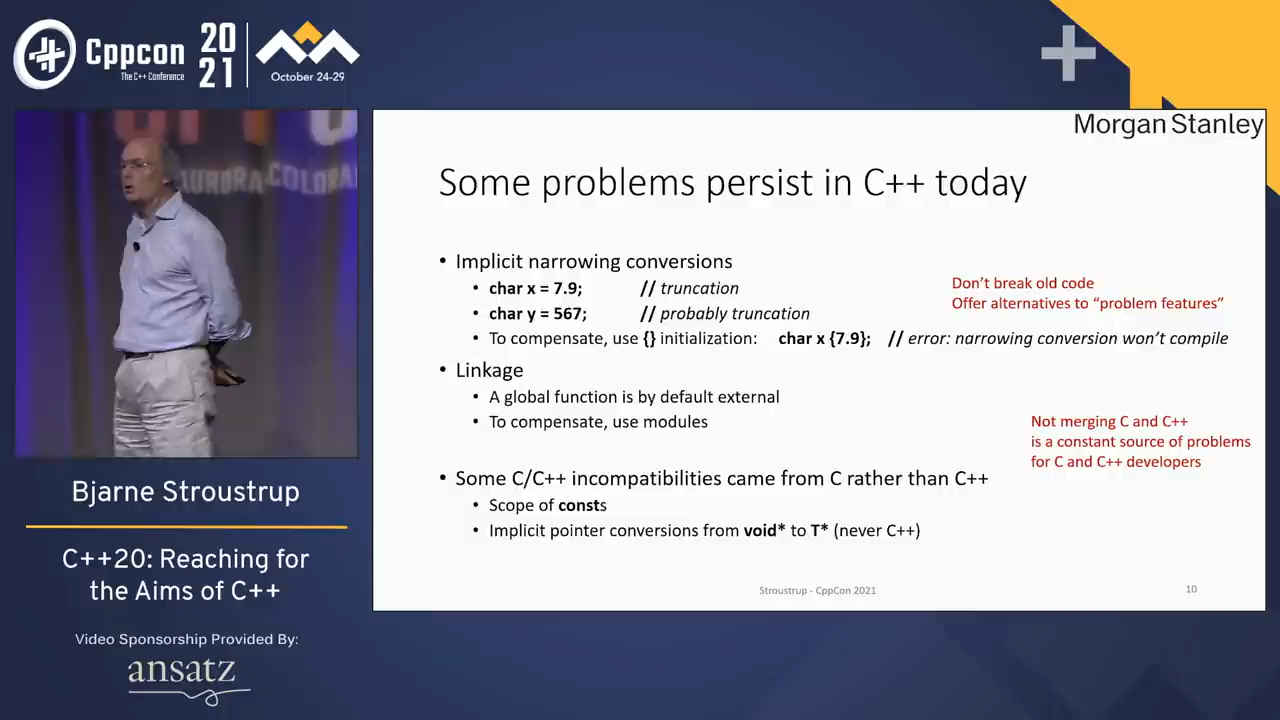 Cppcon
The C++ Conference
20
21
October 24-29
AURORA COLORA
Morgan Stanley
Some problems persist in C++ today
• Implicit narrowing conversions
• char x = 7.9; // truncation
• char y = 567; // probably truncation
• To compensate, use {} initialization: char x {7.9}; // error: narrowing conversion won’t compile
Don’t break old code
Offer alternatives to “problem features”
• Linkage
• A global function is by default external
• To compensate, use modules
Not merging C and C++
is a constant source of problems
for C and C++ developers
• Some C/C++ incompatibilities came from C rather than C++
• Scope of consts
• Implicit pointer conversions from void* to T* (never C++)
Stroustrup - CppCon 2021
10
Bjarne Stroustrup
C++20: Reaching for
the Aims of C++
Video Sponsorship Provided By:
ansatz